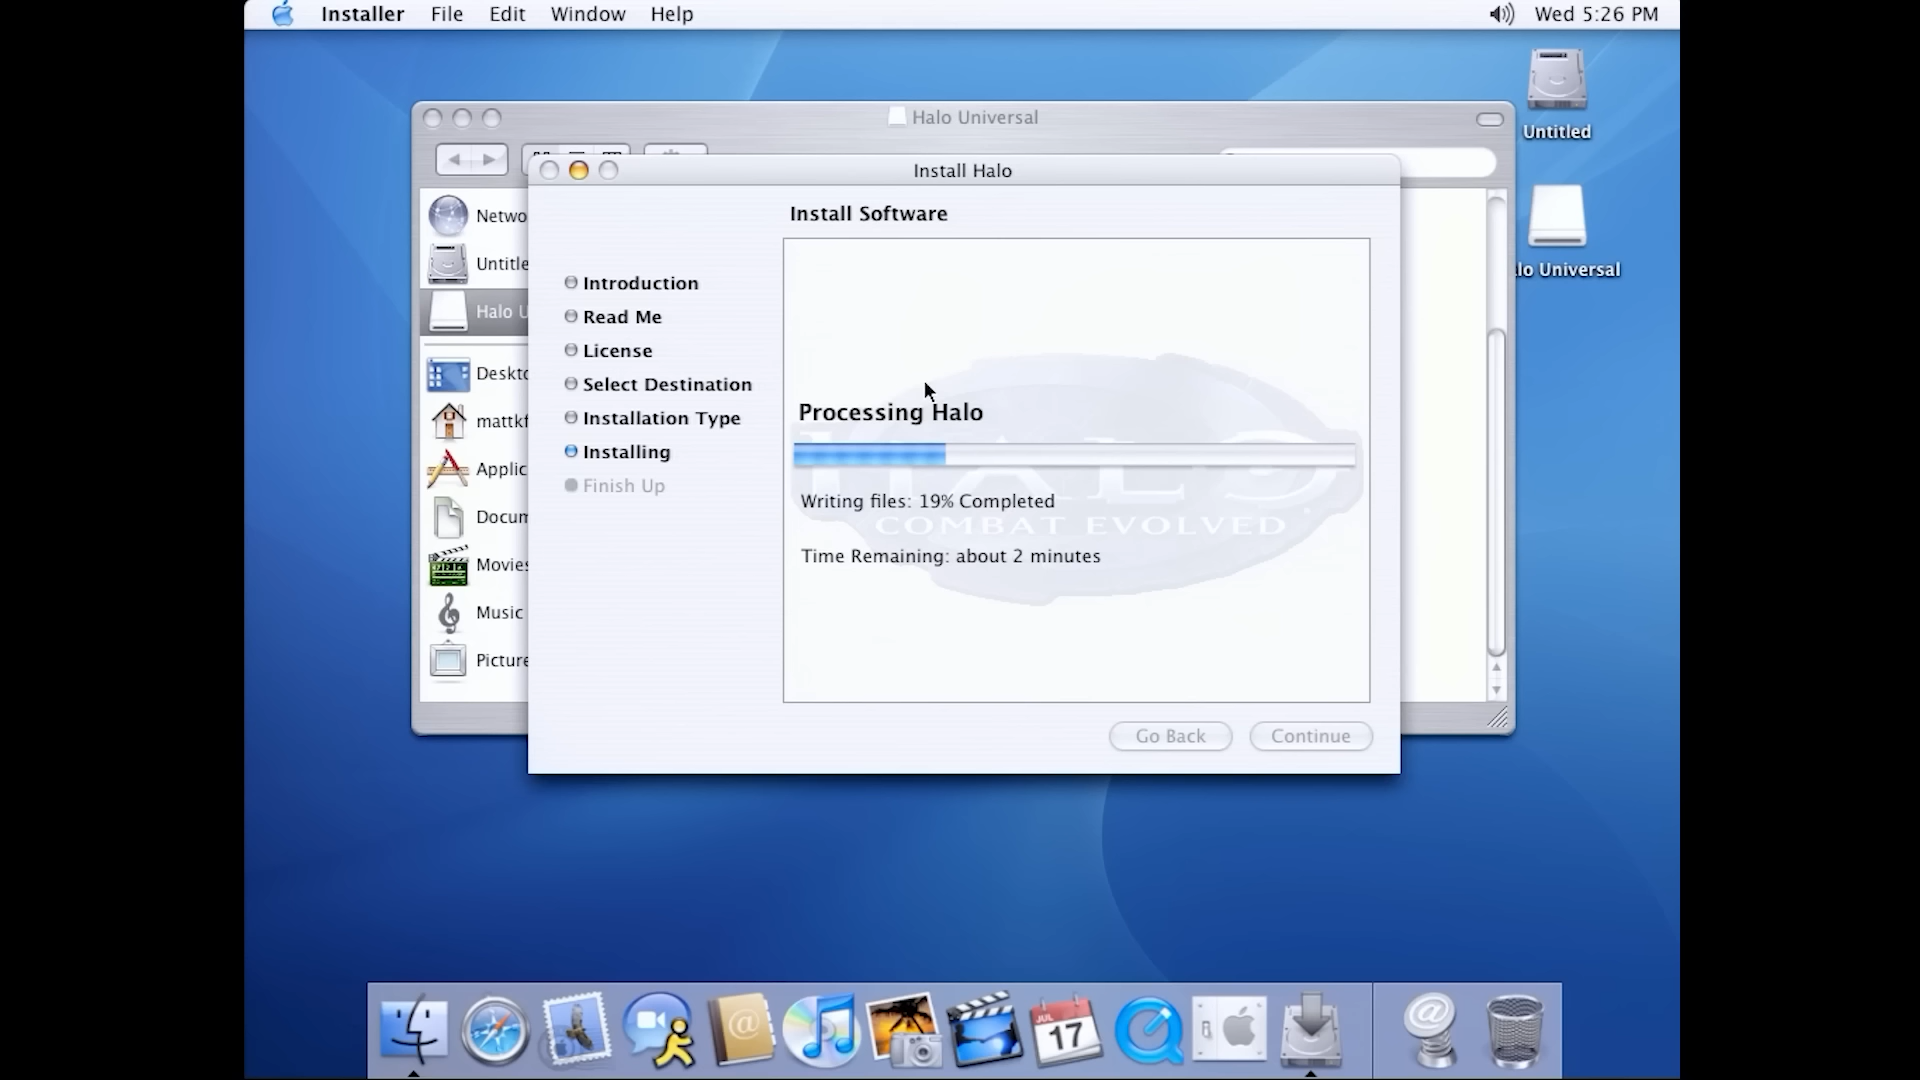 Installer File Edit Window Help Wed 5:26 PM
Halo Universal
Untitled
Install Halo
Install Software
Netwo
Untitle
Halo U
lo Universal
Introduction
Read Me
License
Select Destination
Installation Type
Installing
Finish Up
Deskto
mattkf
Applic
Docum
Movies
Music
Picture
Processing Halo
HALO
Writing files: 19% Completed
COMBAT EVOLVED
Time Remaining: about 2 minutes
Go Back Continue
JUL
17